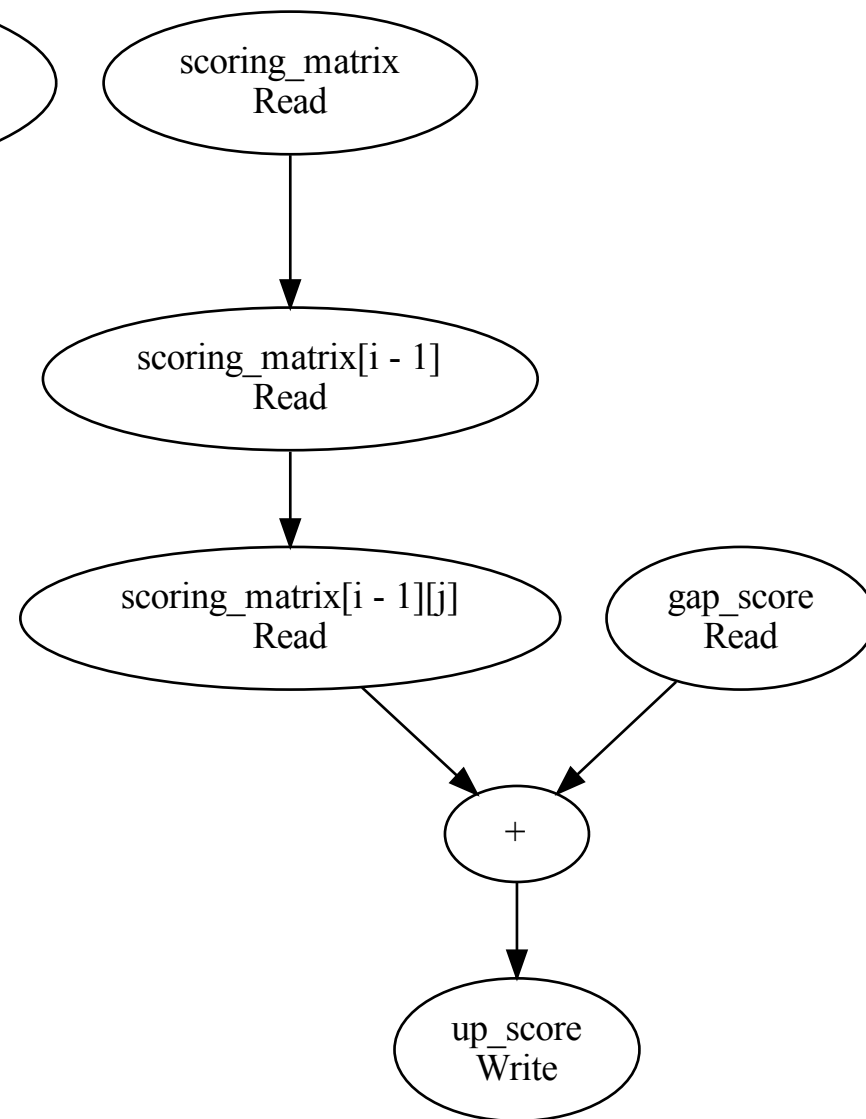 scoring_matrix
Read
scoring_matrix[i - 1]
Read
scoring_matrix[i - 1][j]
Read
gap_score
Read
+
up_score
Write